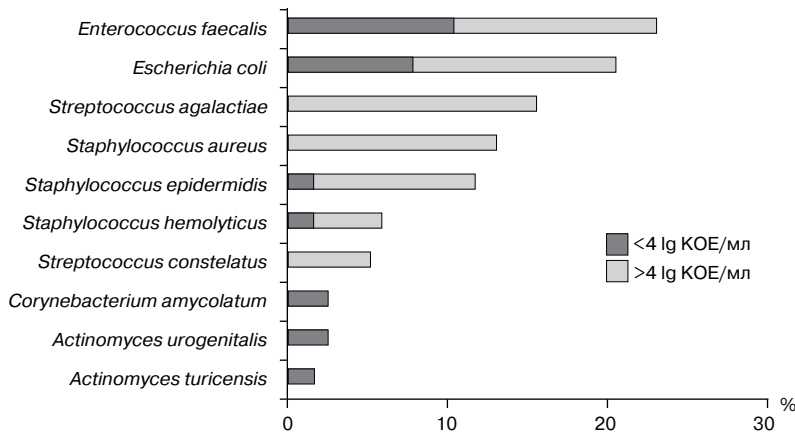 Enterococcus faecalis
Escherichia coli
Streptococcus agalactiae
Staphylococcus aureus
Staphylococcus epidermidis
Staphylococcus hemolyticus
Streptococcus constelatus
Corynebacterium amycolatum
Actinomyces urogenitalis
Actinomyces turicensis
<4 lg КОЕ/мл
>4 lg КОЕ/мл
0 10 20 30 %